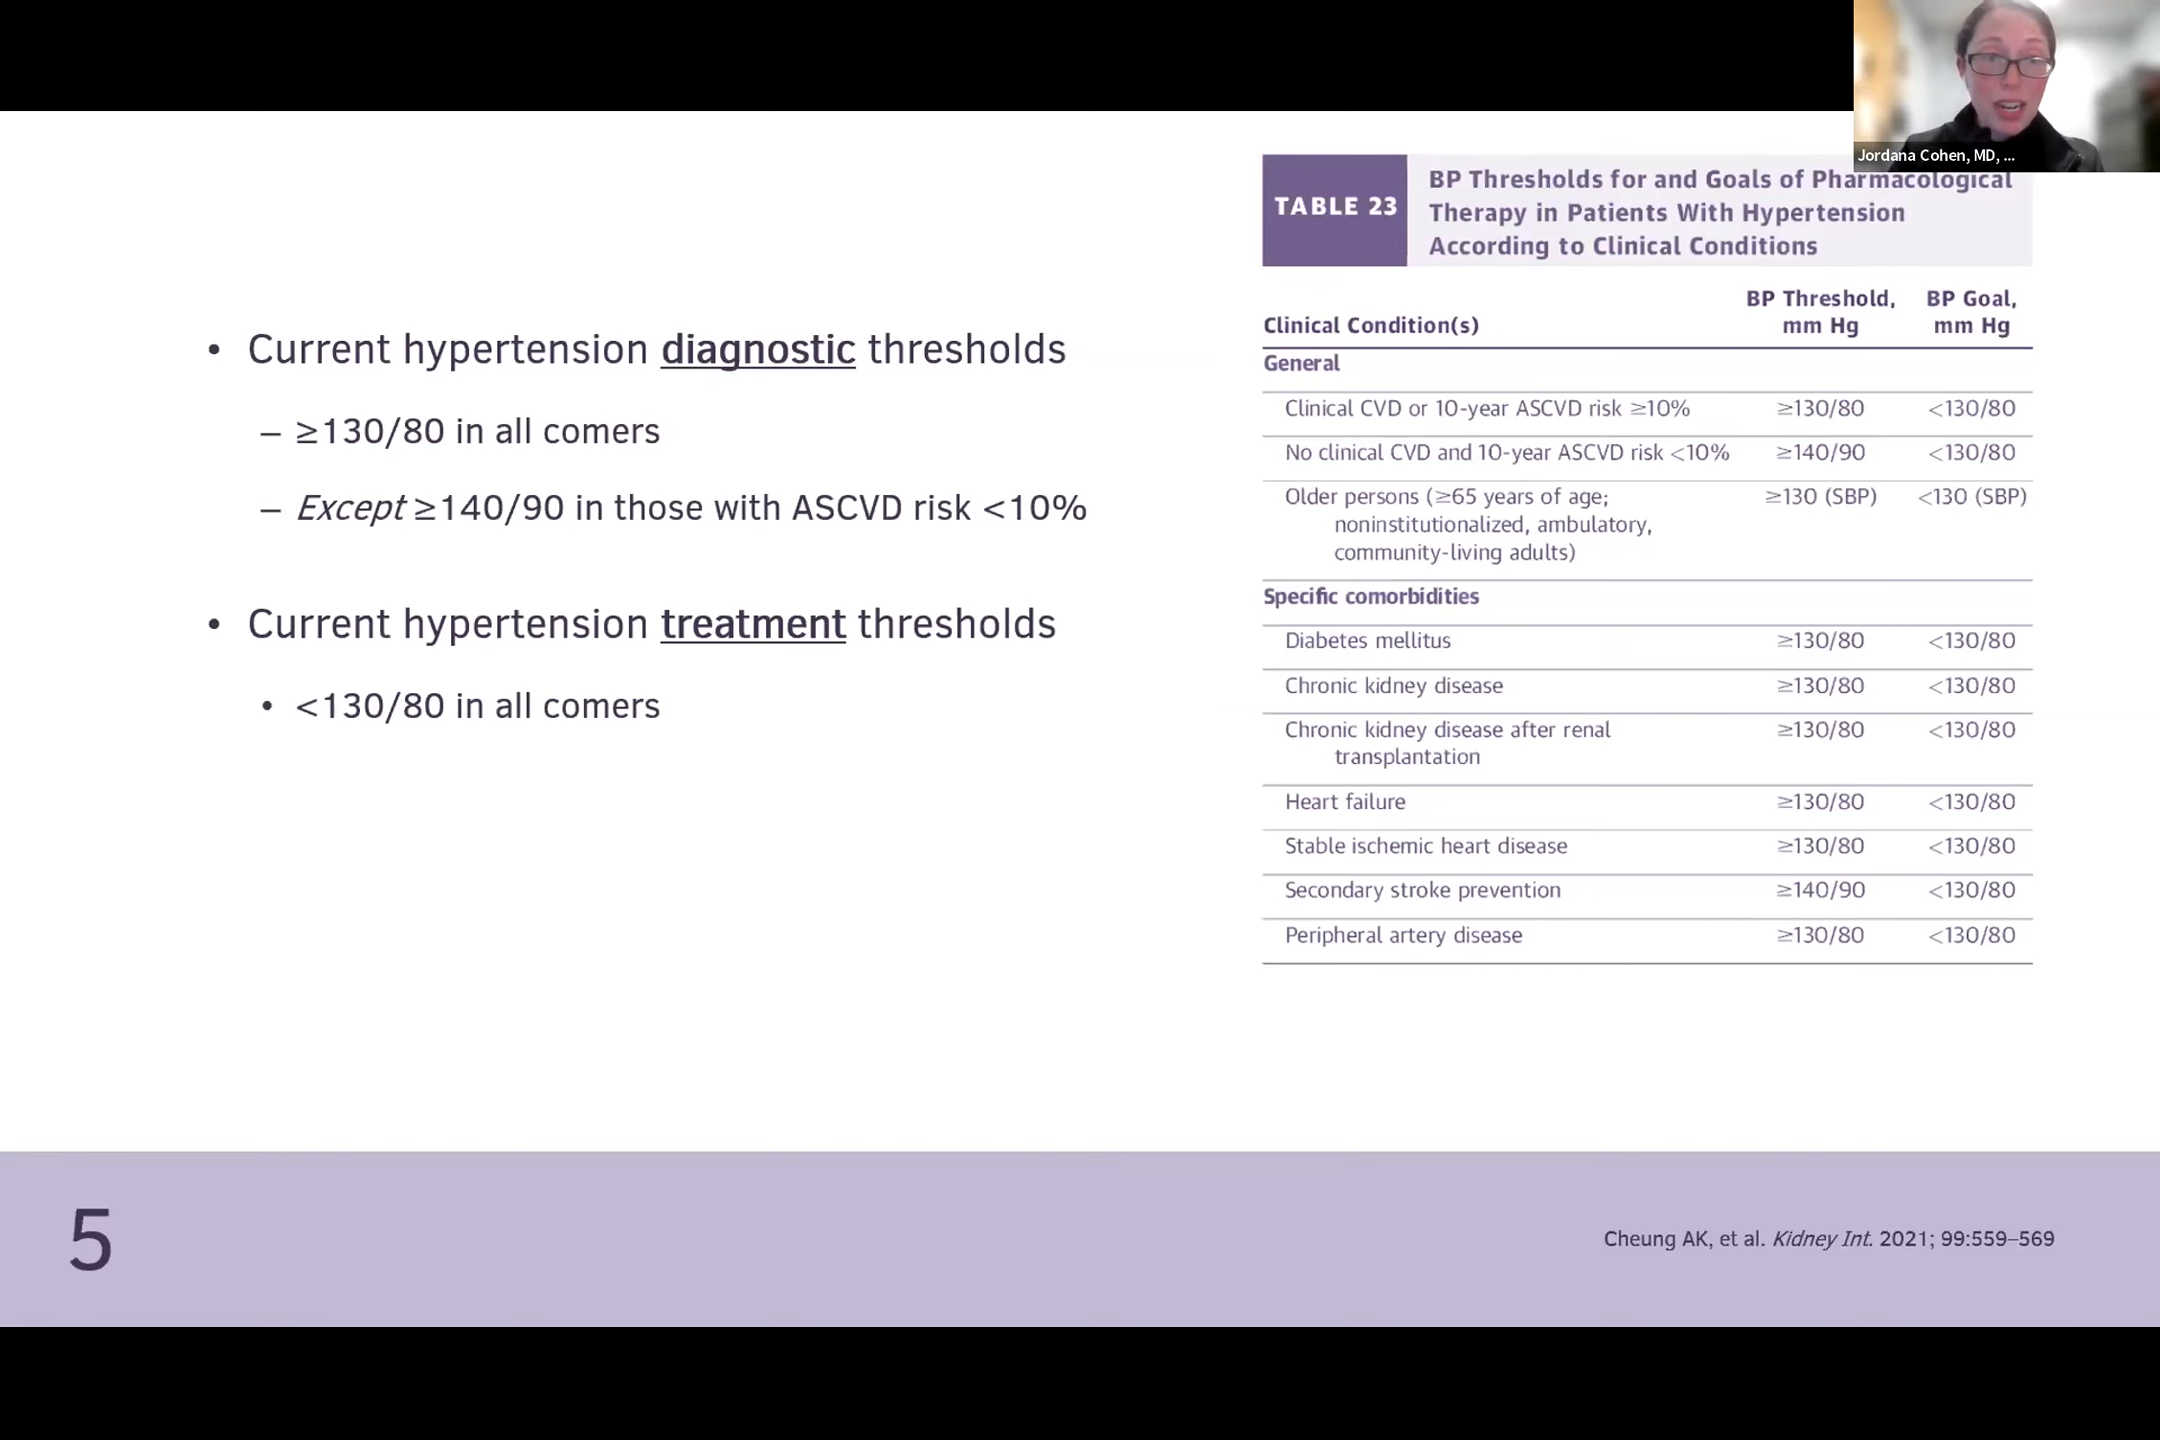 Jordana Cohen, MD, ...
• Current hypertension diagnostic thresholds
– ≥130/80 in all comers
– Except ≥140/90 in those with ASCVD risk <10%
• Current hypertension treatment thresholds
• <130/80 in all comers
TABLE 23
BP Thresholds for and Goals of Pharmacological
Therapy in Patients With Hypertension
According to Clinical Conditions
BP Threshold, BP Goal,
Clinical Condition(s) mm Hg mm Hg
General
Clinical CVD or 10-year ASCVD risk ≥10% ≥130/80 <130/80
No clinical CVD and 10-year ASCVD risk <10% ≥140/90 <130/80
Older persons (≥65 years of age; ≥130 (SBP) <130 (SBP)
noninstitutionalized, ambulatory,
community-living adults)
Specific comorbidities
Diabetes mellitus ≥130/80 <130/80
Chronic kidney disease ≥130/80 <130/80
Chronic kidney disease after renal ≥130/80 <130/80
transplantation
Heart failure ≥130/80 <130/80
Stable ischemic heart disease ≥130/80 <130/80
Secondary stroke prevention ≥140/90 <130/80
Peripheral artery disease ≥130/80 <130/80
5
Cheung AK, et al. Kidney Int. 2021; 99:559–569